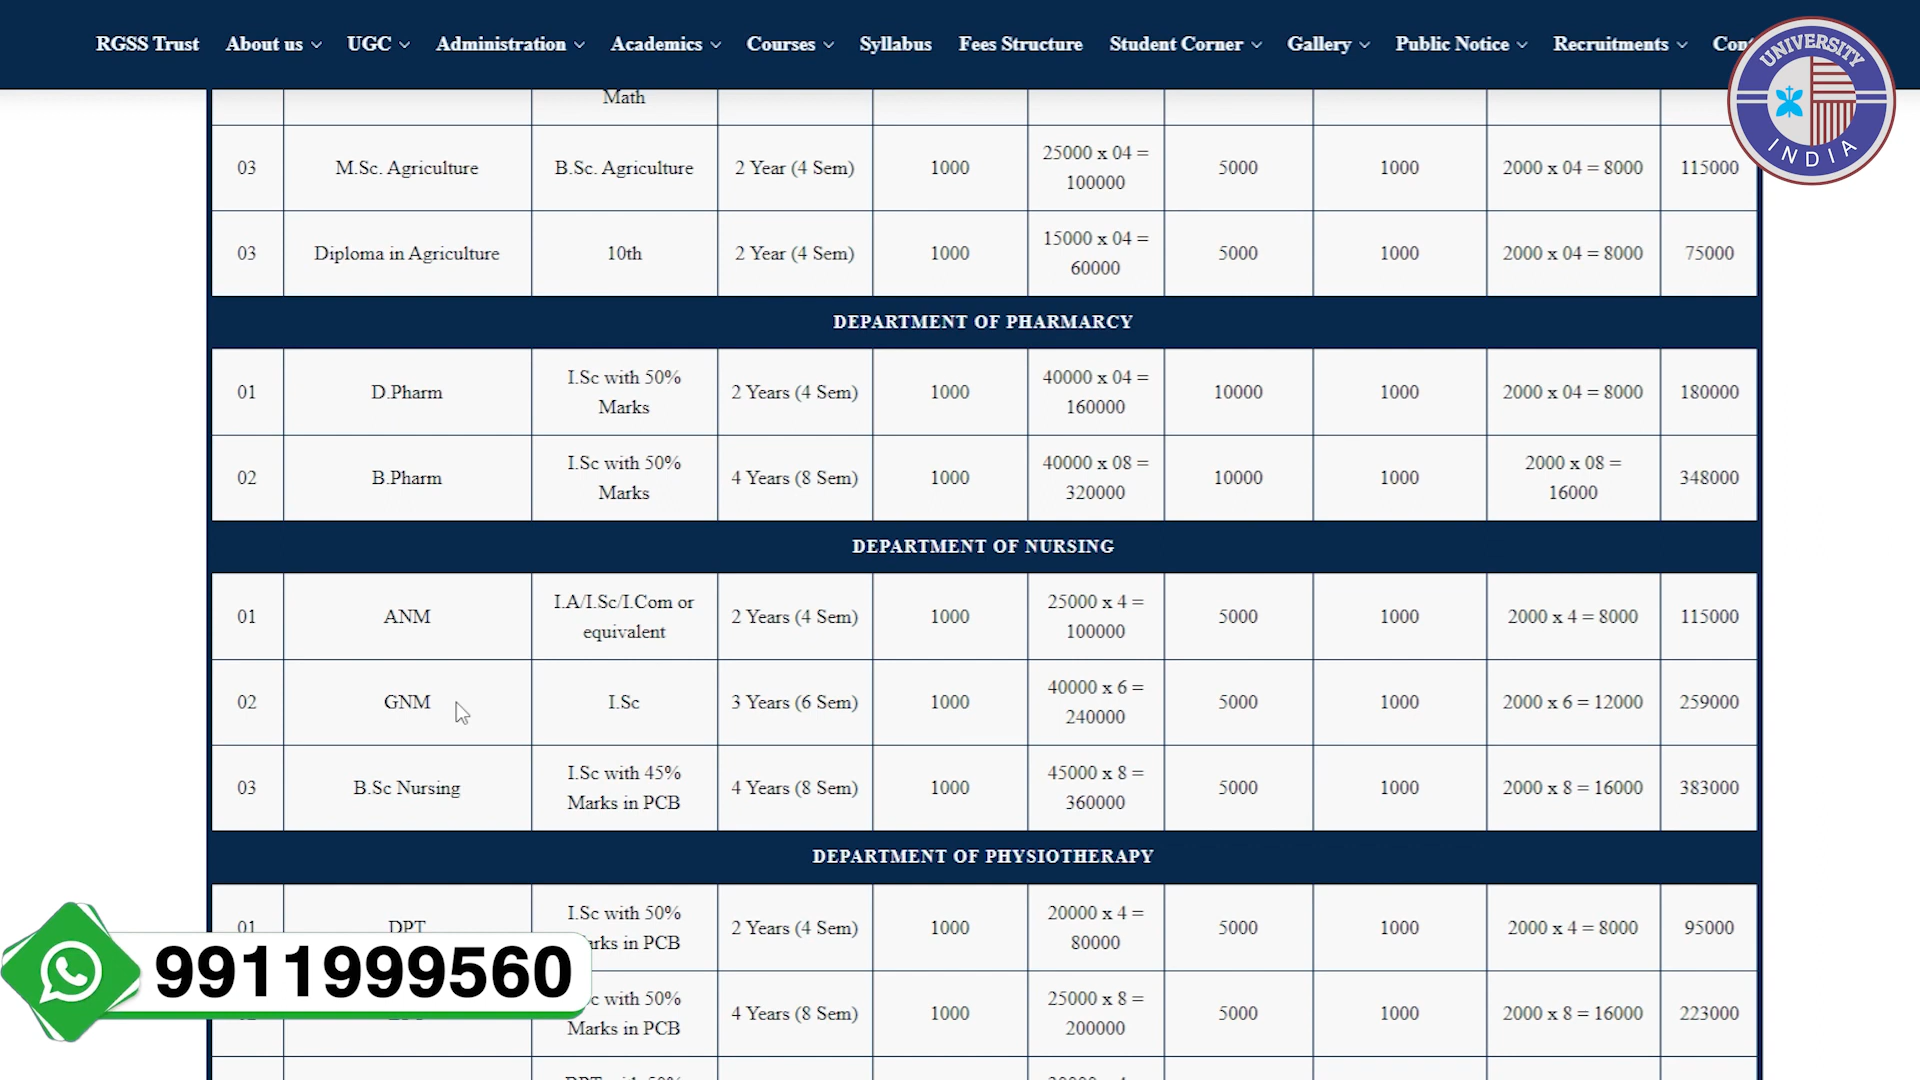 RGSS Trust About us UGC Administration Academics Courses Syllabus Fees Structure Student Corner Gallery Public Notice Recruitments
UNIVERSITY
INDIA
Math
03 M.Sc. Agriculture B.Sc. Agriculture 2 Year (4 Sem) 1000 25000 x 04 = 100000 5000 1000 2000 x 04 = 8000 115000
03 Diploma in Agriculture 10th 2 Year (4 Sem) 1000 15000 x 04 = 60000 5000 1000 2000 x 04 = 8000 75000
DEPARTMENT OF PHARMARCY
01 D.Pharm I.Sc with 50% Marks 2 Years (4 Sem) 1000 40000 x 04 = 160000 10000 1000 2000 x 04 = 8000 180000
02 B.Pharm I.Sc with 50% Marks 4 Years (8 Sem) 1000 40000 x 08 = 320000 10000 1000 2000 x 08 = 16000 348000
DEPARTMENT OF NURSING
01 ANM I.A/I.Sc/I.Com or equivalent 2 Years (4 Sem) 1000 25000 x 4 = 100000 5000 1000 2000 x 4 = 8000 115000
02 GNM I.Sc 3 Years (6 Sem) 1000 40000 x 6 = 240000 5000 1000 2000 x 6 = 12000 259000
03 B.Sc Nursing I.Sc with 45% Marks in PCB 4 Years (8 Sem) 1000 45000 x 8 = 360000 5000 1000 2000 x 8 = 16000 383000
DEPARTMENT OF PHYSIOTHERAPY
01 DPT I.Sc with 50% Marks in PCB 2 Years (4 Sem) 1000 20000 x 4 = 80000 5000 1000 2000 x 4 = 8000 95000
with 50% Marks in PCB 4 Years (8 Sem) 1000 25000 x 8 = 200000 5000 1000 2000 x 8 = 16000 223000
9911999560